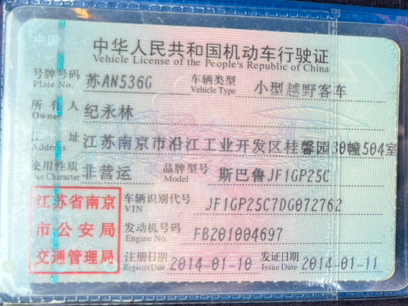 中华人民共和国机动车行驶证
Vehicle License of the People's Republic of China
号牌号码 苏AN536G 车辆类型 小型越野客车
Plate No. Vehicle Type
所有人 纪永林
Owner
住址 江苏南京市沿江工业开发区桂馨园30幢504室
Address
使用性质 非营运 品牌型号 斯巴鲁JF1GP25C
Use Character Model
江苏省南京 车辆识别代号 JF1GP25C7DG072762
VIN
市公安局 发动机号码 FB201004697
Engine No.
交通管理局 注册日期 2014-01-10 发证日期 2014-01-11
Register Date Issue Date